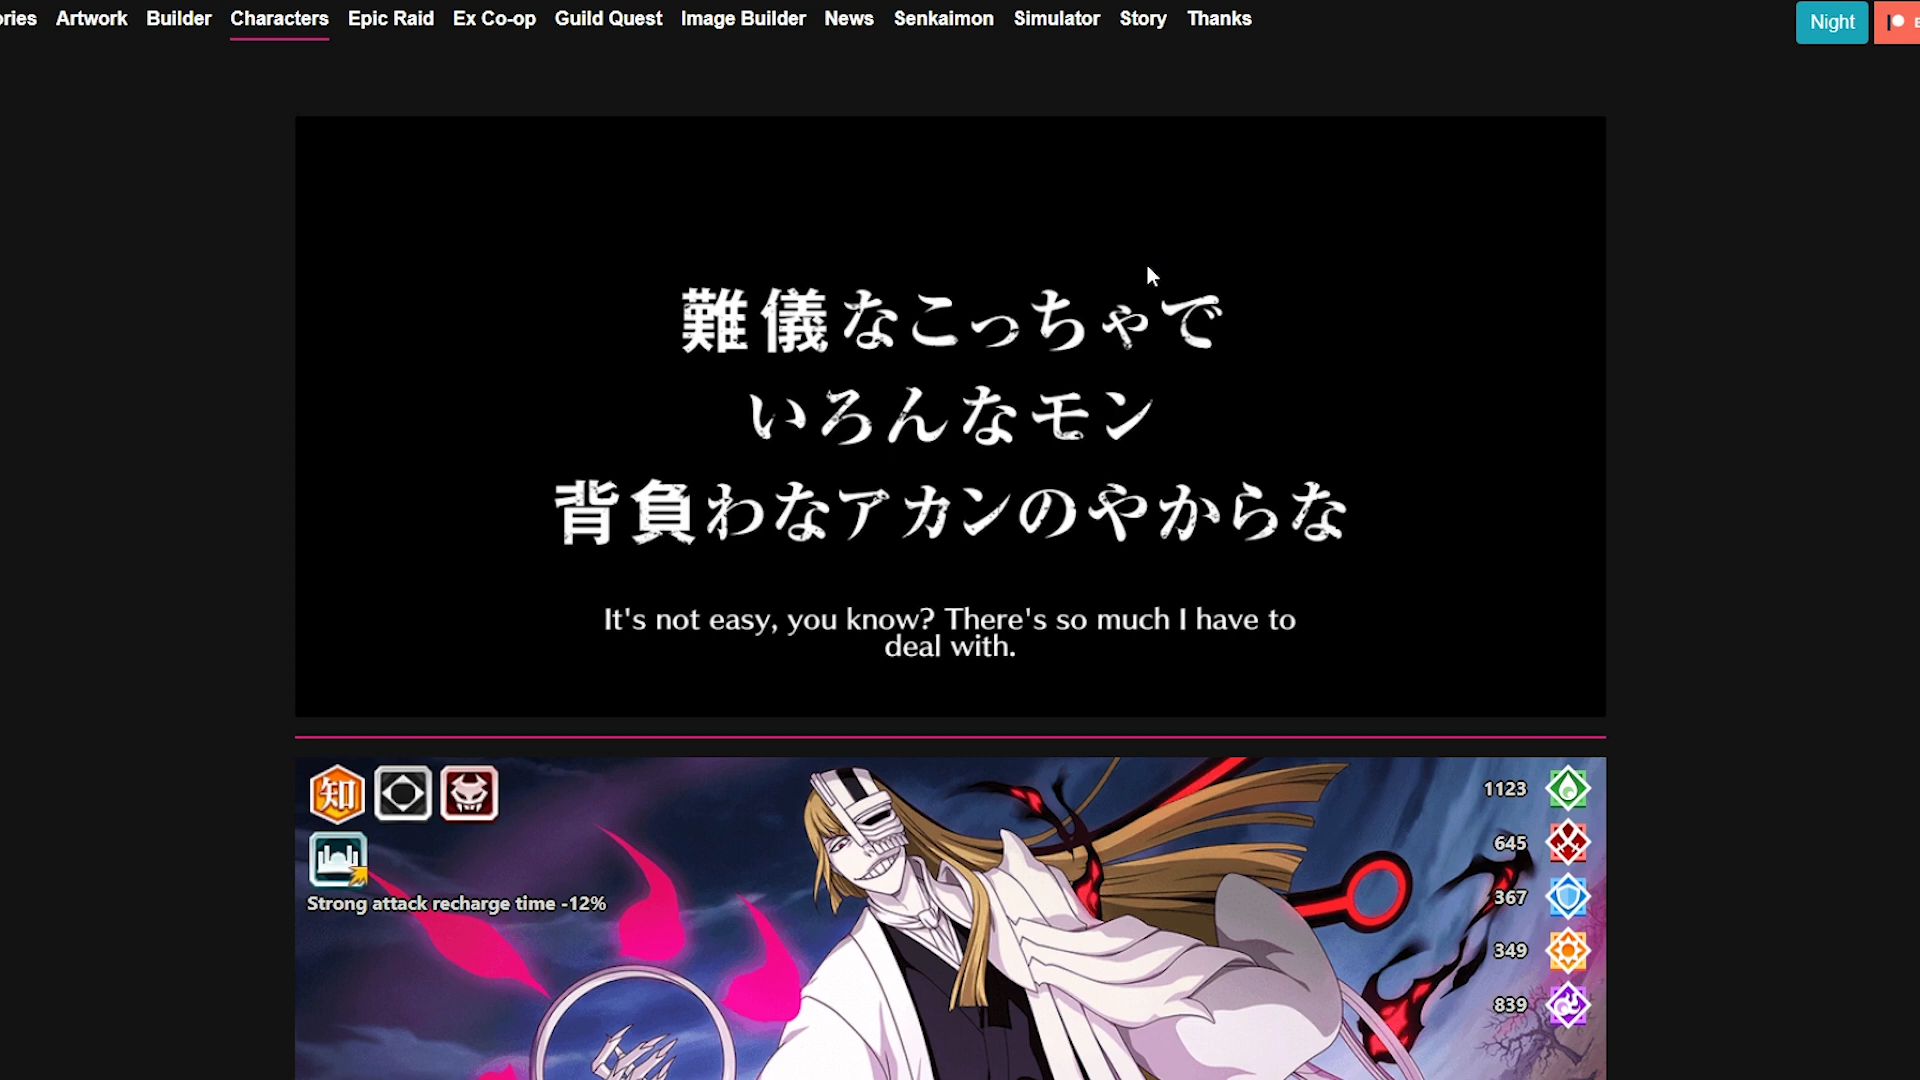 ories Artwork Builder Characters Epic Raid Ex Co-op Guild Quest Image Builder News Senkaimon Simulator Story Thanks Night
難儀なこっちゃで
いろんなモン
背負わなアカンのやからな
It's not easy, you know? There's so much I have to
deal with.
知
1123
645
Strong attack recharge time -12%
367
349
839